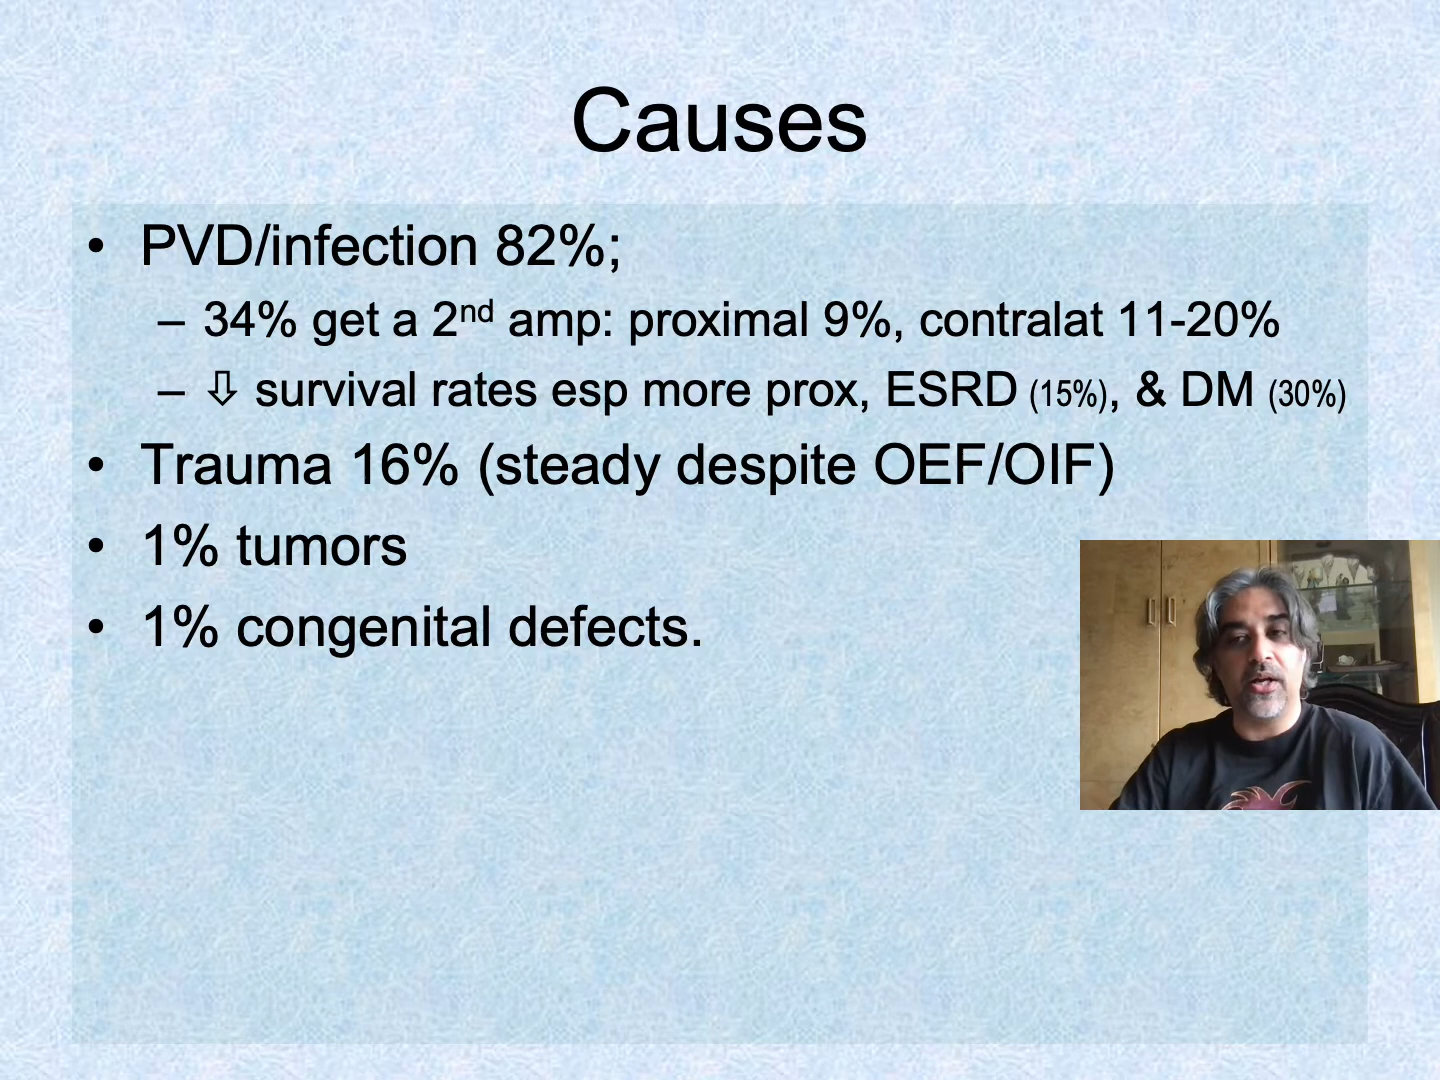 Causes
• PVD/infection 82%;
– 34% get a 2nd amp: proximal 9%, contralat 11-20%
– ⇩ survival rates esp more prox, ESRD (15%), & DM (30%)
• Trauma 16% (steady despite OEF/OIF)
• 1% tumors
• 1% congenital defects.